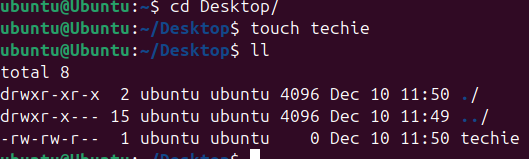 ubuntu@Ubuntu:~$ cd Desktop/
ubuntu@Ubuntu:~/Desktop$ touch techie
ubuntu@Ubuntu:~/Desktop$ ll
total 8
drwxr-xr-x  2 ubuntu ubuntu 4096 Dec 10 11:50 ./
drwxr-x--- 15 ubuntu ubuntu 4096 Dec 10 11:49 ../
-rw-rw-r--  1 ubuntu ubuntu    0 Dec 10 11:50 techie
ubuntu@Ubuntu:~/Desktop$